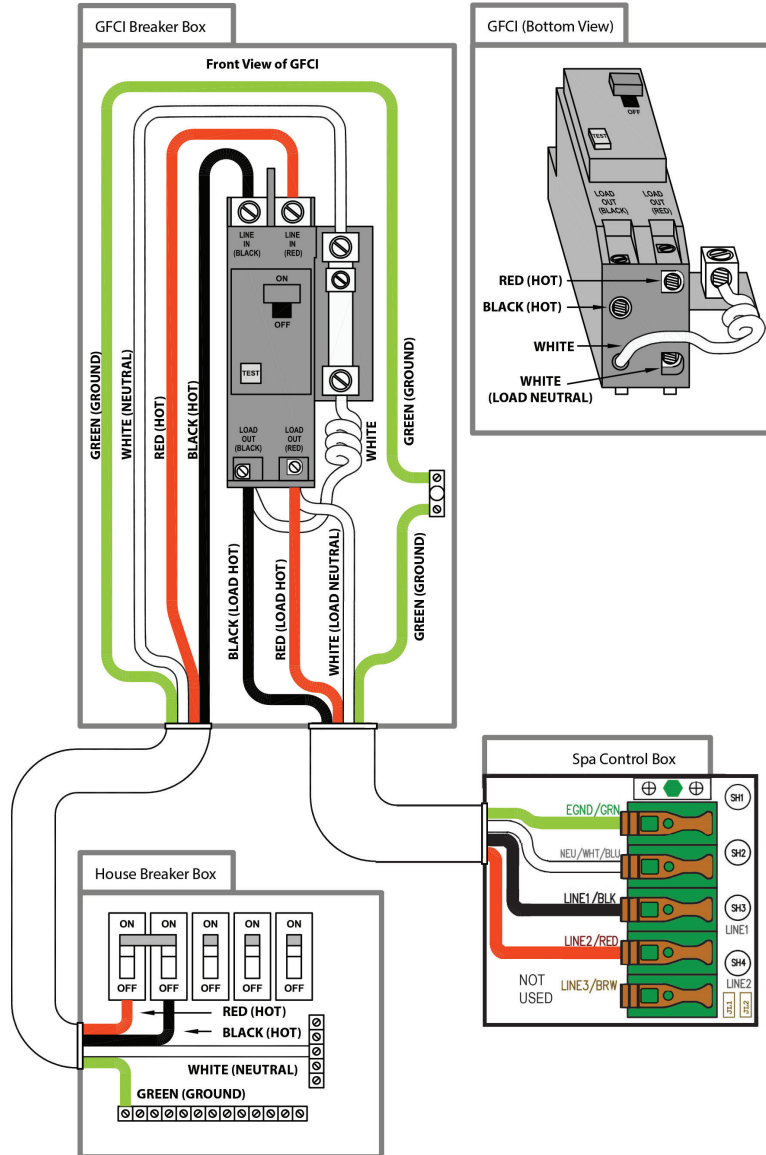 GFCI Breaker Box
Front View of GFCI
GREEN (GROUND)
WHITE (NEUTRAL)
RED (HOT)
BLACK (HOT)
LINE
IN
(BLACK)
LINE
IN
(RED)
ON
OFF
TEST
LOAD
OUT
(BLACK)
LOAD
OUT
(RED)
WHITE
GREEN (GROUND)
BLACK (LOAD HOT)
RED (LOAD HOT)
WHITE (LOAD NEUTRAL)
GREEN (GROUND)
GFCI (Bottom View)
OFF
TEST
LOAD
OUT
(BLACK)
LOAD
OUT
(RED)
RED (HOT)
BLACK (HOT)
WHITE
WHITE
(LOAD NEUTRAL)
Spa Control Box
EGND/GRN
NEU/WHT/BLU
LINE1/BLK
LINE2/RED
NOT
USED
LINE3/BRW
SH1
SH2
SH3
LINE1
SH4
LINE2
J11
J12
House Breaker Box
ON ON ON ON ON
OFF OFF OFF OFF OFF
RED (HOT)
BLACK (HOT)
WHITE (NEUTRAL)
GREEN (GROUND)